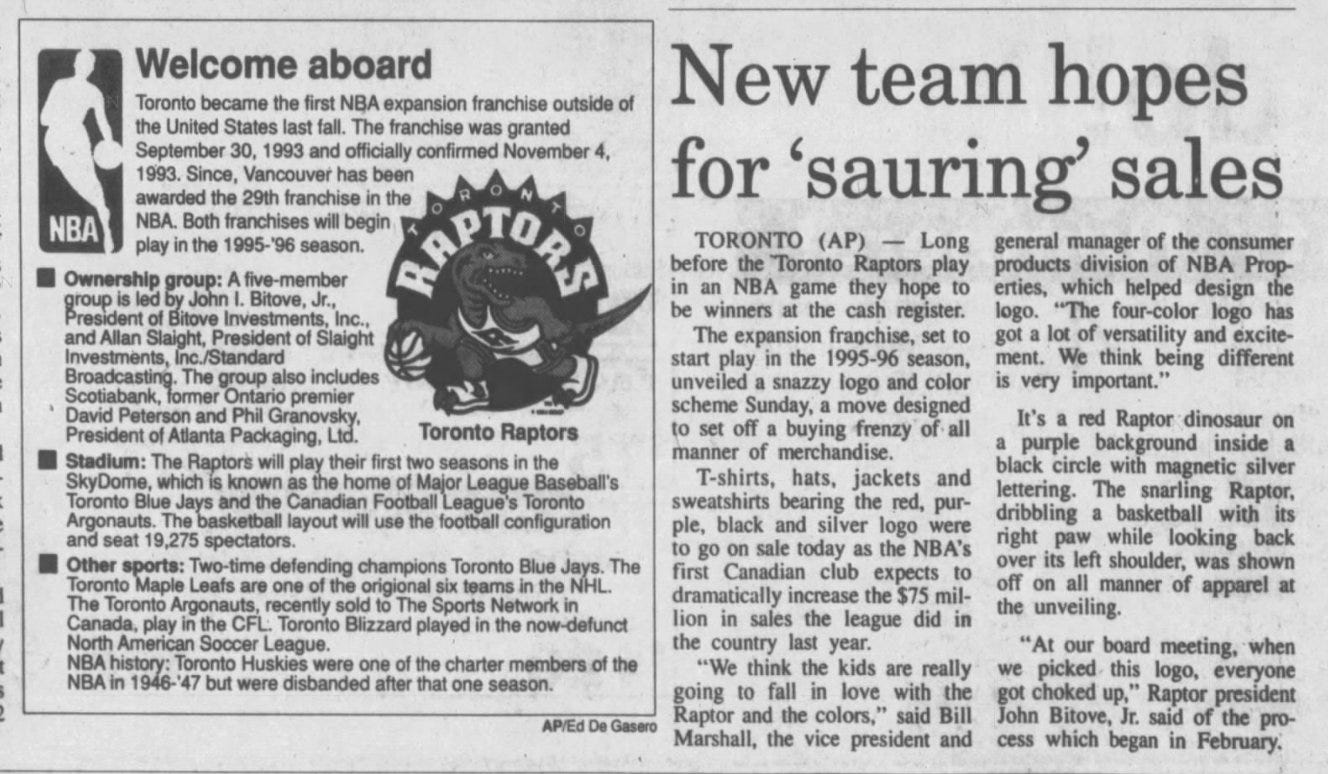 Welcome aboard
Toronto became the first NBA expansion franchise outside of
the United States last fall. The franchise was granted
September 30, 1993 and officially confirmed November 4,
1993. Since, Vancouver has been
awarded the 29th franchise in the
NBA. Both franchises will begin
play in the 1995-'96 season.
NBA
■ Ownership group: A five-member
group is led by John I. Bitove, Jr.,
President of Bitove Investments, Inc.,
and Allan Slaight, President of Slaight
Investments, Inc./Standard
Broadcasting. The group also includes
Scotiabank, former Ontario premier
David Peterson and Phil Granovsky,
President of Atlanta Packaging, Ltd.
TORONTO
RAPTORS
Toronto Raptors
■ Stadium: The Raptors will play their first two seasons in the
SkyDome, which is known as the home of Major League Baseball's
Toronto Blue Jays and the Canadian Football League's Toronto
Argonauts. The basketball layout will use the football configuration
and seat 19,275 spectators.
■ Other sports: Two-time defending champions Toronto Blue Jays. The
Toronto Maple Leafs are one of the origional six teams in the NHL.
The Toronto Argonauts, recently sold to The Sports Network in
Canada, play in the CFL. Toronto Blizzard played in the now-defunct
North American Soccer League.
NBA history: Toronto Huskies were one of the charter members of the
NBA in 1946-'47 but were disbanded after that one season.
AP/Ed De Gasero
New team hopes
for ‘sauring’ sales
TORONTO (AP) — Long
before the Toronto Raptors play
in an NBA game they hope to
be winners at the cash register.
The expansion franchise, set to
start play in the 1995-96 season,
unveiled a snazzy logo and color
scheme Sunday, a move designed
to set off a buying frenzy of all
manner of merchandise.
T-shirts, hats, jackets and
sweatshirts bearing the red, pur-
ple, black and silver logo were
to go on sale today as the NBA's
first Canadian club expects to
dramatically increase the $75 mil-
lion in sales the league did in
the country last year.
“We think the kids are really
going to fall in love with the
Raptor and the colors,” said Bill
Marshall, the vice president and
general manager of the consumer
products division of NBA Prop-
erties, which helped design the
logo. “The four-color logo has
got a lot of versatility and excite-
ment. We think being different
is very important.”
It's a red Raptor dinosaur on
a purple background inside a
black circle with magnetic silver
lettering. The snarling Raptor,
dribbling a basketball with its
right paw while looking back
over its left shoulder, was shown
off on all manner of apparel at
the unveiling.
“At our board meeting, when
we picked this logo, everyone
got choked up,” Raptor president
John Bitove, Jr. said of the pro-
cess which began in February.